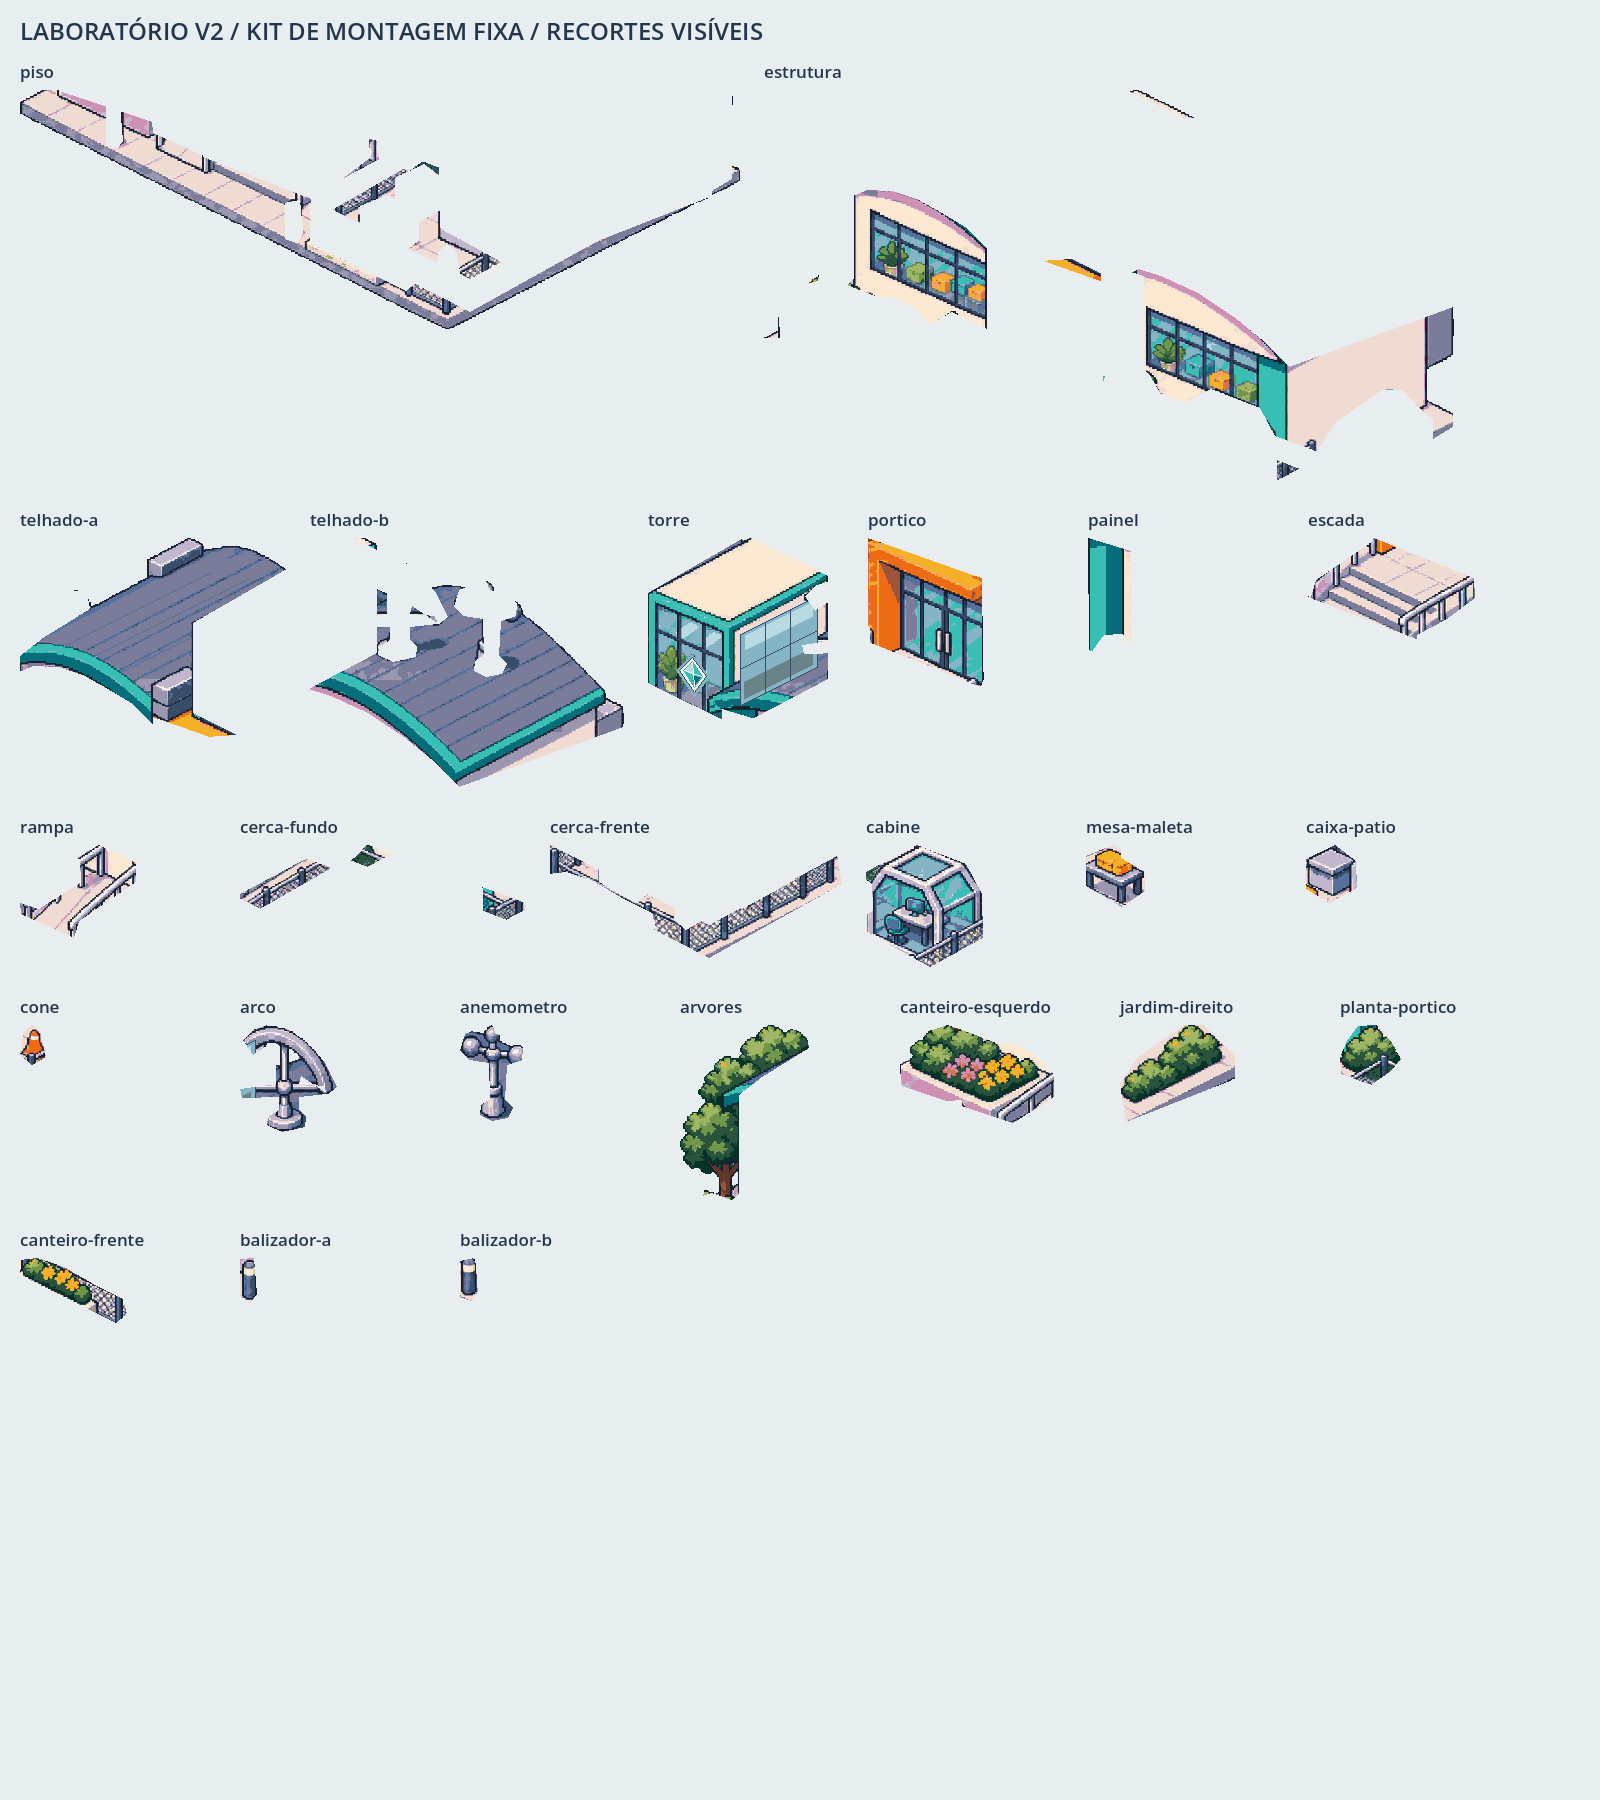 LABORATÓRIO V2 / KIT DE MONTAGEM FIXA / RECORTES VISÍVEIS
piso
estrutura
telhado-a
telhado-b
torre
portico
painel
escada
rampa
cerca-fundo
cerca-frente
cabine
mesa-maleta
caixa-patio
cone
arco
anemometro
arvores
canteiro-esquerdo
jardim-direito
planta-portico
canteiro-frente
balizador-a
balizador-b